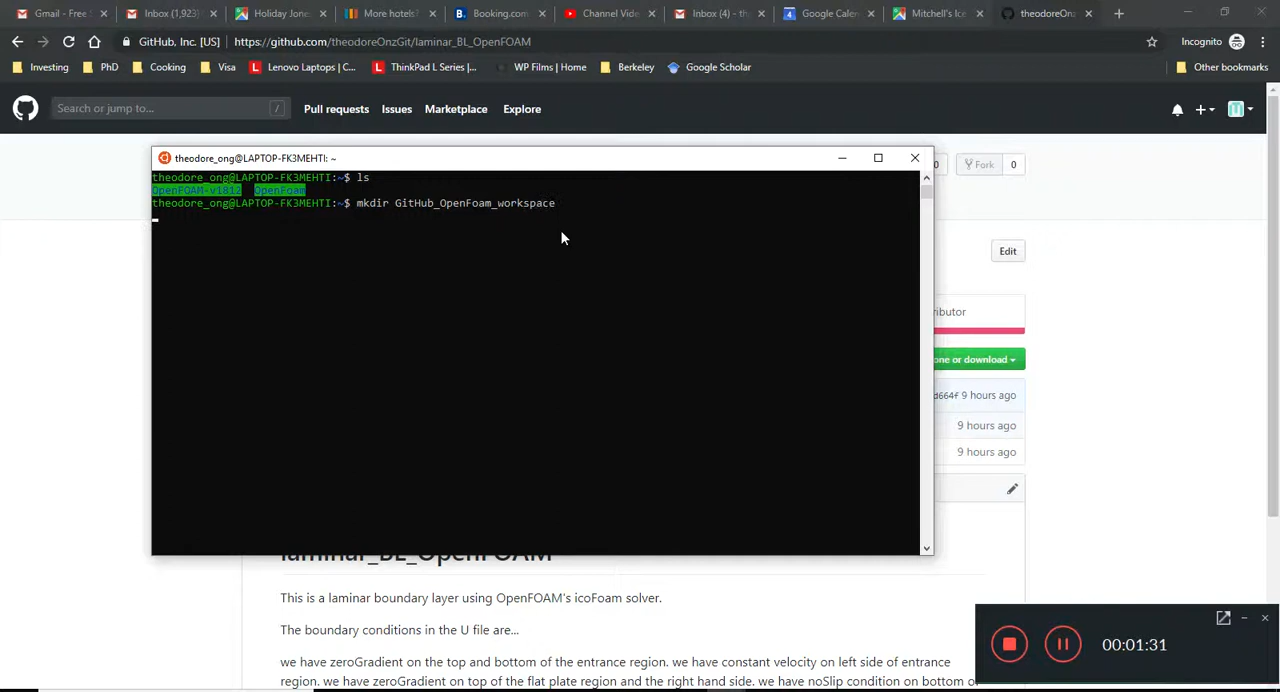 Gmail - Free S
Inbox (1,923)
Holiday Jone
More hotels?
Booking.com
Channel Vide
Inbox (4) - th
Google Calen
Mitchell's Ice
theodoreOnz
GitHub, Inc. [US]
https://github.com/theodoreOnzGit/laminar_BL_OpenFOAM
Incognito
Investing
PhD
Cooking
Visa
Lenovo Laptops | C...
ThinkPad L Series |...
WP Films | Home
Berkeley
Google Scholar
Other bookmarks
Search or jump to...
/
Pull requests
Issues
Marketplace
Explore
theodore_ong@LAPTOP-FK3MEHTI: ~
0
Fork
0
theodore_ong@LAPTOP-FK3MEHTI:~$ ls
OpenFOAM-v1812 OpenFoam
theodore_ong@LAPTOP-FK3MEHTI:~$ mkdir GitHub_OpenFoam_workspace
Edit
ributor
one or download
d664f 9 hours ago
9 hours ago
9 hours ago
laminar_BL_OpenFOAM
This is a laminar boundary layer using OpenFOAM's icoFoam solver.
The boundary conditions in the U file are...
we have zeroGradient on the top and bottom of the entrance region. we have constant velocity on left side of entrance
region. we have zeroGradient on top of the flat plate region and the right hand side. we have noSlip condition on bottom of
00:01:31